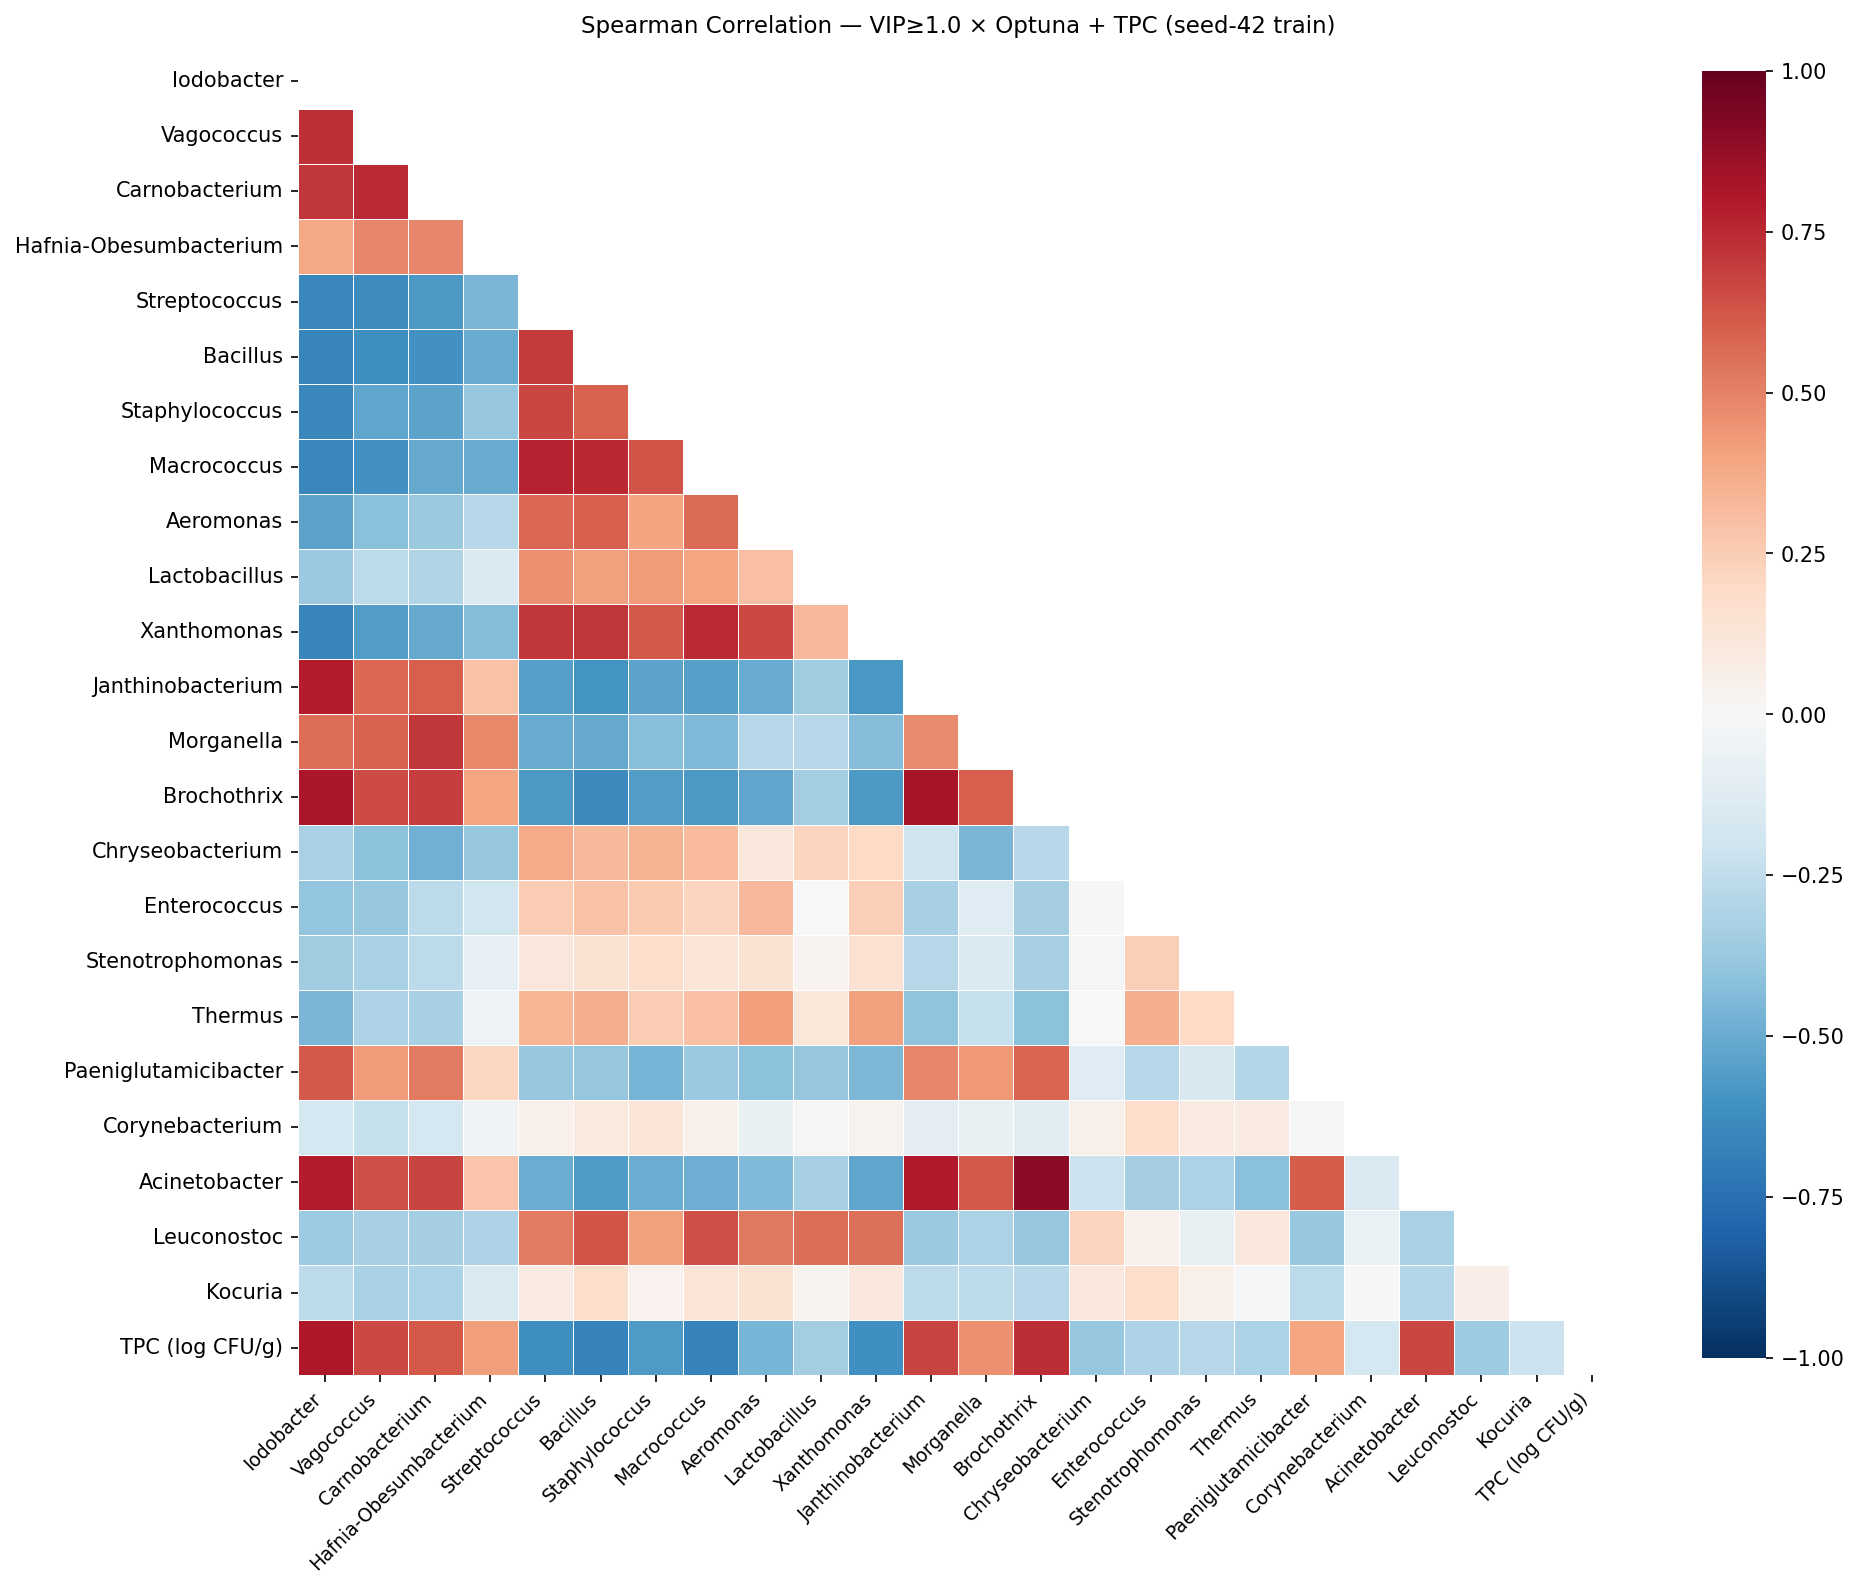 Spearman Correlation — VIP≥1.0 × Optuna + TPC (seed-42 train)
Iodobacter
Vagococcus
Carnobacterium
Hafnia-Obesumbacterium
Streptococcus
Bacillus
Staphylococcus
Macrococcus
Aeromonas
Lactobacillus
Xanthomonas
Janthinobacterium
Morganella
Brochothrix
Chryseobacterium
Enterococcus
Stenotrophomonas
Thermus
Paeniglutamicibacter
Corynebacterium
Acinetobacter
Leuconostoc
Kocuria
TPC (log CFU/g)
Iodobacter
Vagococcus
Carnobacterium
Hafnia-Obesumbacterium
Streptococcus
Bacillus
Staphylococcus
Macrococcus
Aeromonas
Lactobacillus
Xanthomonas
Janthinobacterium
Morganella
Brochothrix
Chryseobacterium
Enterococcus
Stenotrophomonas
Thermus
Paeniglutamicibacter
Corynebacterium
Acinetobacter
Leuconostoc
Kocuria
TPC (log CFU/g)
1.00
0.75
0.50
0.25
0.00
−0.25
−0.50
−0.75
−1.00